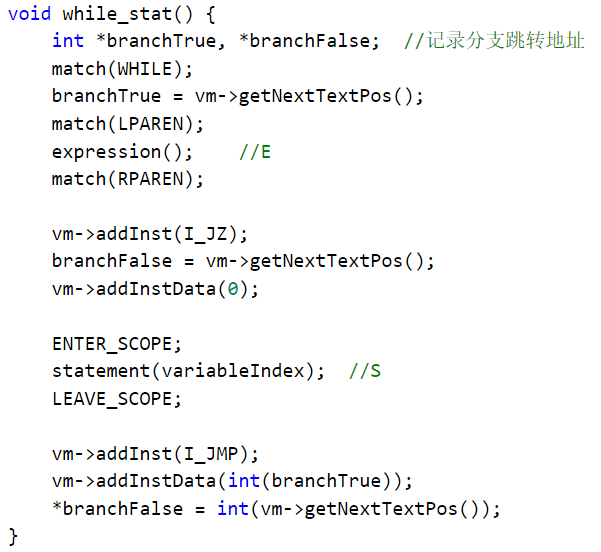 void while_stat() {
    int *branchTrue, *branchFalse;  //记录分支跳转地址
    match(WHILE);
    branchTrue = vm->getNextTextPos();
    match(LPAREN);
    expression();    //E
    match(RPAREN);

    vm->addInst(I_JZ);
    branchFalse = vm->getNextTextPos();
    vm->addInstData(0);

    ENTER_SCOPE;
    statement(variableIndex);  //S
    LEAVE_SCOPE;

    vm->addInst(I_JMP);
    vm->addInstData(int(branchTrue));
    *branchFalse = int(vm->getNextTextPos());
}